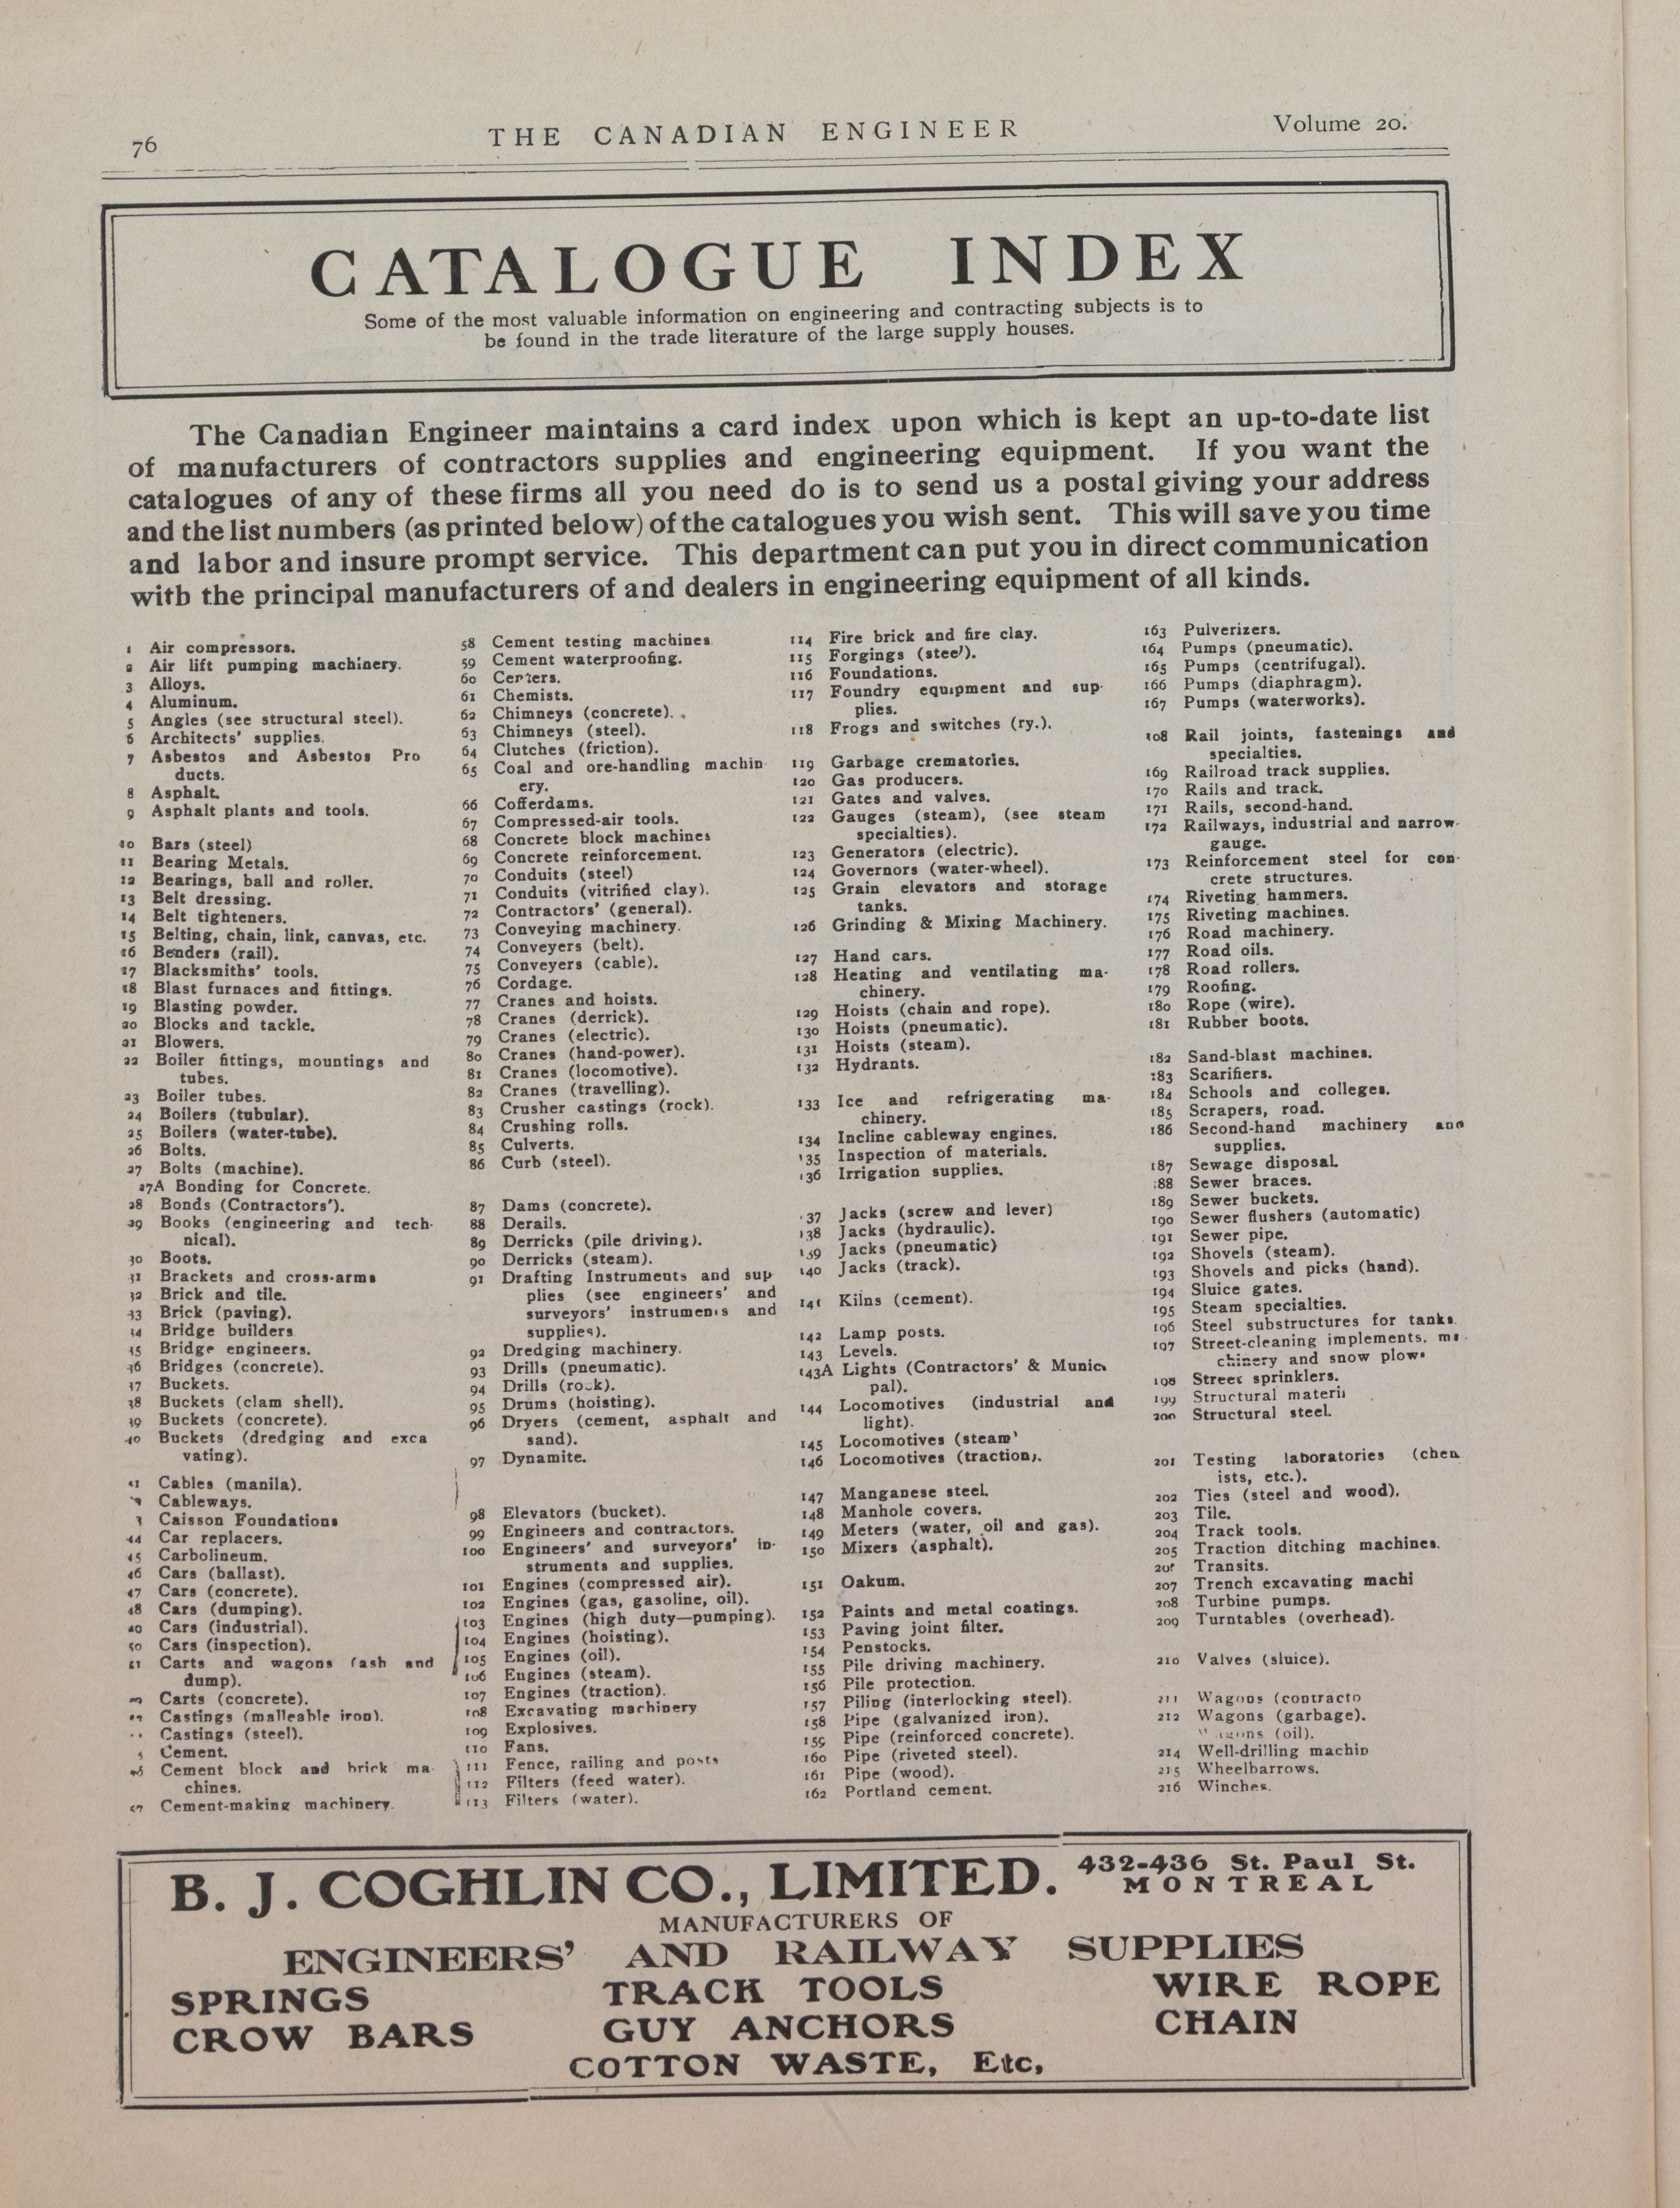 76
THE CANADIAN ENGINEER
Volume 20.
CATALOGUE INDEX
Some of the most valuable information on engineering and contracting subjects is to
be found in the trade literature of the large supply houses.
The Canadian Engineer maintains a card index upon which is kept an up-to-date list
of manufacturers of contractors supplies and engineering equipment. If you want the
catalogues of any of these firms all you need do is to send us a postal giving your address
and the list numbers (as printed below) of the catalogues you wish sent. This will save you time
and labor and insure prompt service. This department can put you in direct communication
with the principal manufacturers of and dealers in engineering equipment of all kinds.
1 Air compressors.
2 Air lift pumping machinery.
3 Alloys.
4 Aluminum.
5 Angles (see structural steel).
6 Architects' supplies.
7 Asbestos and Asbestos Pro
ducts.
8 Asphalt.
9 Asphalt plants and tools.
10 Bars (steel)
11 Bearing Metals.
12 Bearings, ball and roller.
13 Belt dressing.
14 Belt tighteners.
15 Belting, chain, link, canvas, etc.
16 Benders (rail).
17 Blacksmiths' tools.
18 Blast furnaces and fittings.
19 Blasting powder.
20 Blocks and tackle.
21 Blowers.
22 Boiler fittings, mountings and
tubes.
23 Boiler tubes.
24 Boilers (tubular).
25 Boilers (water-tube).
26 Bolts.
27 Bolts (machine).
27A Bonding for Concrete.
28 Bonds (Contractors').
29 Books (engineering and tech-
nical).
30 Boots.
31 Brackets and cross-arms
32 Brick and tile.
33 Brick (paving).
34 Bridge builders
35 Bridge engineers.
36 Bridges (concrete).
37 Buckets.
38 Buckets (clam shell).
39 Buckets (concrete).
40 Buckets (dredging and exca
vating).
41 Cables (manila).
Cableways.
3 Caisson Foundations
44 Car replacers.
45 Carbolineum.
46 Cars (ballast).
47 Cars (concrete).
48 Cars (dumping).
40 Cars (industrial).
50 Cars (inspection).
51 Carts and wagons (ash and
dump).
Carts (concrete).
Castings (malleable iron).
Castings (steel).
5 Cement.
56 Cement block and brick ma-
chines.
57 Cement-making machinery.
58 Cement testing machines.
59 Cement waterproofing.
60 Centers.
61 Chemists.
62 Chimneys (concrete).
63 Chimneys (steel).
64 Clutches (friction).
65 Coal and ore-handling machin-
ery.
66 Cofferdams.
67 Compressed-air tools.
68 Concrete block machines
69 Concrete reinforcement.
70 Conduits (steel)
71 Conduits (vitrified clay).
72 Contractors' (general).
73 Conveying machinery.
74 Conveyers (belt).
75 Conveyers (cable).
76 Cordage.
77 Cranes and hoists.
78 Cranes (derrick).
79 Cranes (electric).
80 Cranes (hand-power).
81 Cranes (locomotive).
82 Cranes (travelling).
83 Crusher castings (rock).
84 Crushing rolls.
85 Culverts.
86 Curb (steel).
87 Dams (concrete).
88 Derails.
89 Derricks (pile driving).
90 Derricks (steam).
91 Drafting Instruments and sup
plies (see engineers' and
surveyors' instruments and
supplies).
92 Dredging machinery.
93 Drills (pneumatic).
94 Drills (rock).
95 Drums (hoisting).
96 Dryers (cement, asphalt and
sand).
97 Dynamite.
98 Elevators (bucket).
99 Engineers and contractors.
100 Engineers' and surveyors' in-
struments and supplies.
101 Engines (compressed air).
102 Engines (gas, gasoline, oil).
103 Engines (high duty—pumping).
104 Engines (hoisting).
105 Engines (oil).
106 Engines (steam).
107 Engines (traction).
108 Excavating machinery
109 Explosives.
110 Fans.
111 Fence, railing and posts
112 Filters (feed water).
113 Filters (water).
114 Fire brick and fire clay.
115 Forgings (steel).
116 Foundations.
117 Foundry equipment and sup-
plies.
118 Frogs and switches (ry.).
119 Garbage crematories.
120 Gas producers.
121 Gates and valves.
122 Gauges (steam), (see steam
specialties).
123 Generators (electric).
124 Governors (water-wheel).
125 Grain elevators and storage
tanks.
126 Grinding & Mixing Machinery.
127 Hand cars.
128 Heating and ventilating ma-
chinery.
129 Hoists (chain and rope).
130 Hoists (pneumatic).
131 Hoists (steam).
132 Hydrants.
133 Ice and refrigerating ma-
chinery.
134 Incline cableway engines.
135 Inspection of materials.
136 Irrigation supplies.
137 Jacks (screw and lever)
138 Jacks (hydraulic).
139 Jacks (pneumatic)
140 Jacks (track).
141 Kilns (cement).
142 Lamp posts.
143 Levels.
143A Lights (Contractors' & Munic
pal).
144 Locomotives (industrial and
light).
145 Locomotives (steam)
146 Locomotives (traction).
147 Manganese steel.
148 Manhole covers.
149 Meters (water, oil and gas).
150 Mixers (asphalt).
151 Oakum.
152 Paints and metal coatings.
153 Paving joint filter.
154 Penstocks.
155 Pile driving machinery.
156 Pile protection.
157 Piling (interlocking steel).
158 Pipe (galvanized iron).
159 Pipe (reinforced concrete).
160 Pipe (riveted steel).
161 Pipe (wood).
162 Portland cement.
163 Pulverizers.
164 Pumps (pneumatic).
165 Pumps (centrifugal).
166 Pumps (diaphragm).
167 Pumps (waterworks).
108 Rail joints, fastenings and
specialties.
169 Railroad track supplies.
170 Rails and track.
171 Rails, second-hand.
172 Railways, industrial and narrow-
gauge.
173 Reinforcement steel for con-
crete structures.
174 Riveting hammers.
175 Riveting machines.
176 Road machinery.
177 Road oils.
178 Road rollers.
179 Roofing.
180 Rope (wire).
181 Rubber boots.
182 Sand-blast machines.
183 Scarifiers.
184 Schools and colleges.
185 Scrapers, road.
186 Second-hand machinery and
supplies.
187 Sewage disposal.
188 Sewer braces.
189 Sewer buckets.
190 Sewer flushers (automatic)
191 Sewer pipe.
192 Shovels (steam).
193 Shovels and picks (hand).
194 Sluice gates.
195 Steam specialties.
196 Steel substructures for tanks.
197 Street-cleaning implements, ma-
chinery and snow plows
198 Street sprinklers.
199 Structural materi
200 Structural steel.
201 Testing laboratories (chem
ists, etc.).
202 Ties (steel and wood).
203 Tile.
204 Track tools.
205 Traction ditching machines.
206 Transits.
207 Trench excavating machi
208 Turbine pumps.
209 Turntables (overhead).
210 Valves (sluice).
211 Wagons (contracto
212 Wagons (garbage).
Wagons (oil).
214 Well-drilling machin
215 Wheelbarrows.
216 Winches.
B. J. COGHLIN CO., LIMITED. 432-436 St. Paul St.
MONTREAL
MANUFACTURERS OF
ENGINEERS' AND RAILWAY SUPPLIES
SPRINGS TRACK TOOLS WIRE ROPE
CROW BARS GUY ANCHORS CHAIN
COTTON WASTE, Etc,